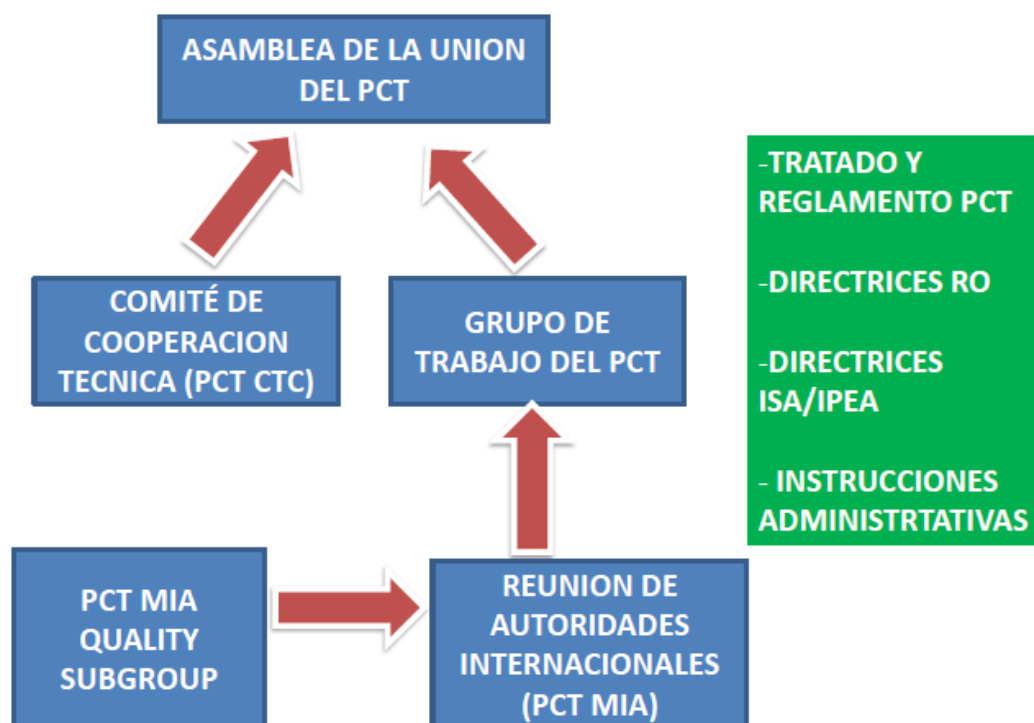 ASAMBLEA DE LA UNION
DEL PCT
COMITÉ DE
COOPERACION
TECNICA (PCT CTC)
GRUPO DE
TRABAJO DEL PCT
-TRATADO Y
REGLAMENTO PCT
-DIRECTRICES RO
-DIRECTRICES
ISA/IPEA
- INSTRUCCIONES
ADMINISTRTATIVAS
PCT MIA
QUALITY
SUBGROUP
REUNION DE
AUTORIDADES
INTERNACIONALES
(PCT MIA)